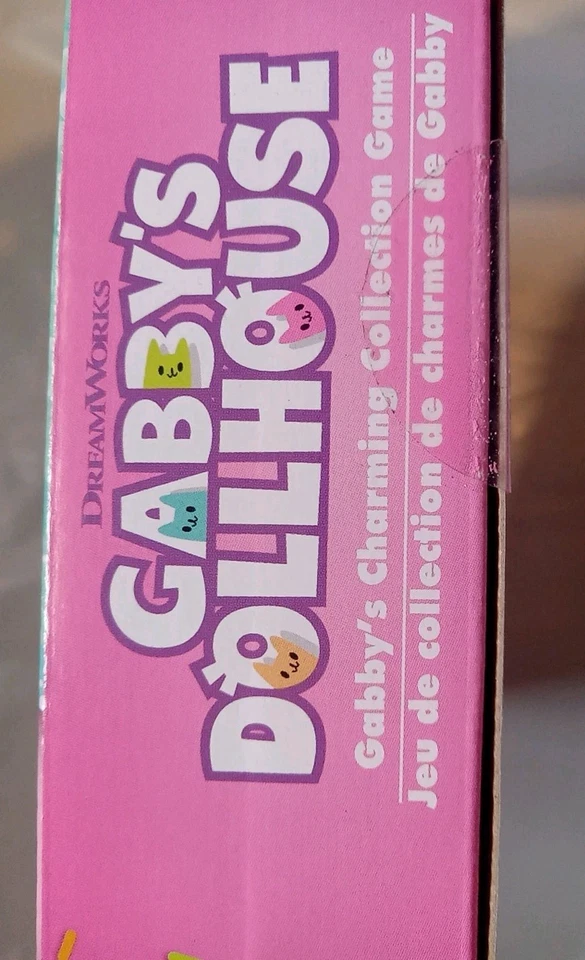 DREAMWORKS
GABBY'S
DOLLHOUSE
Gabby's Charming Collection Game
Jeu de collection de charmes de Gabby